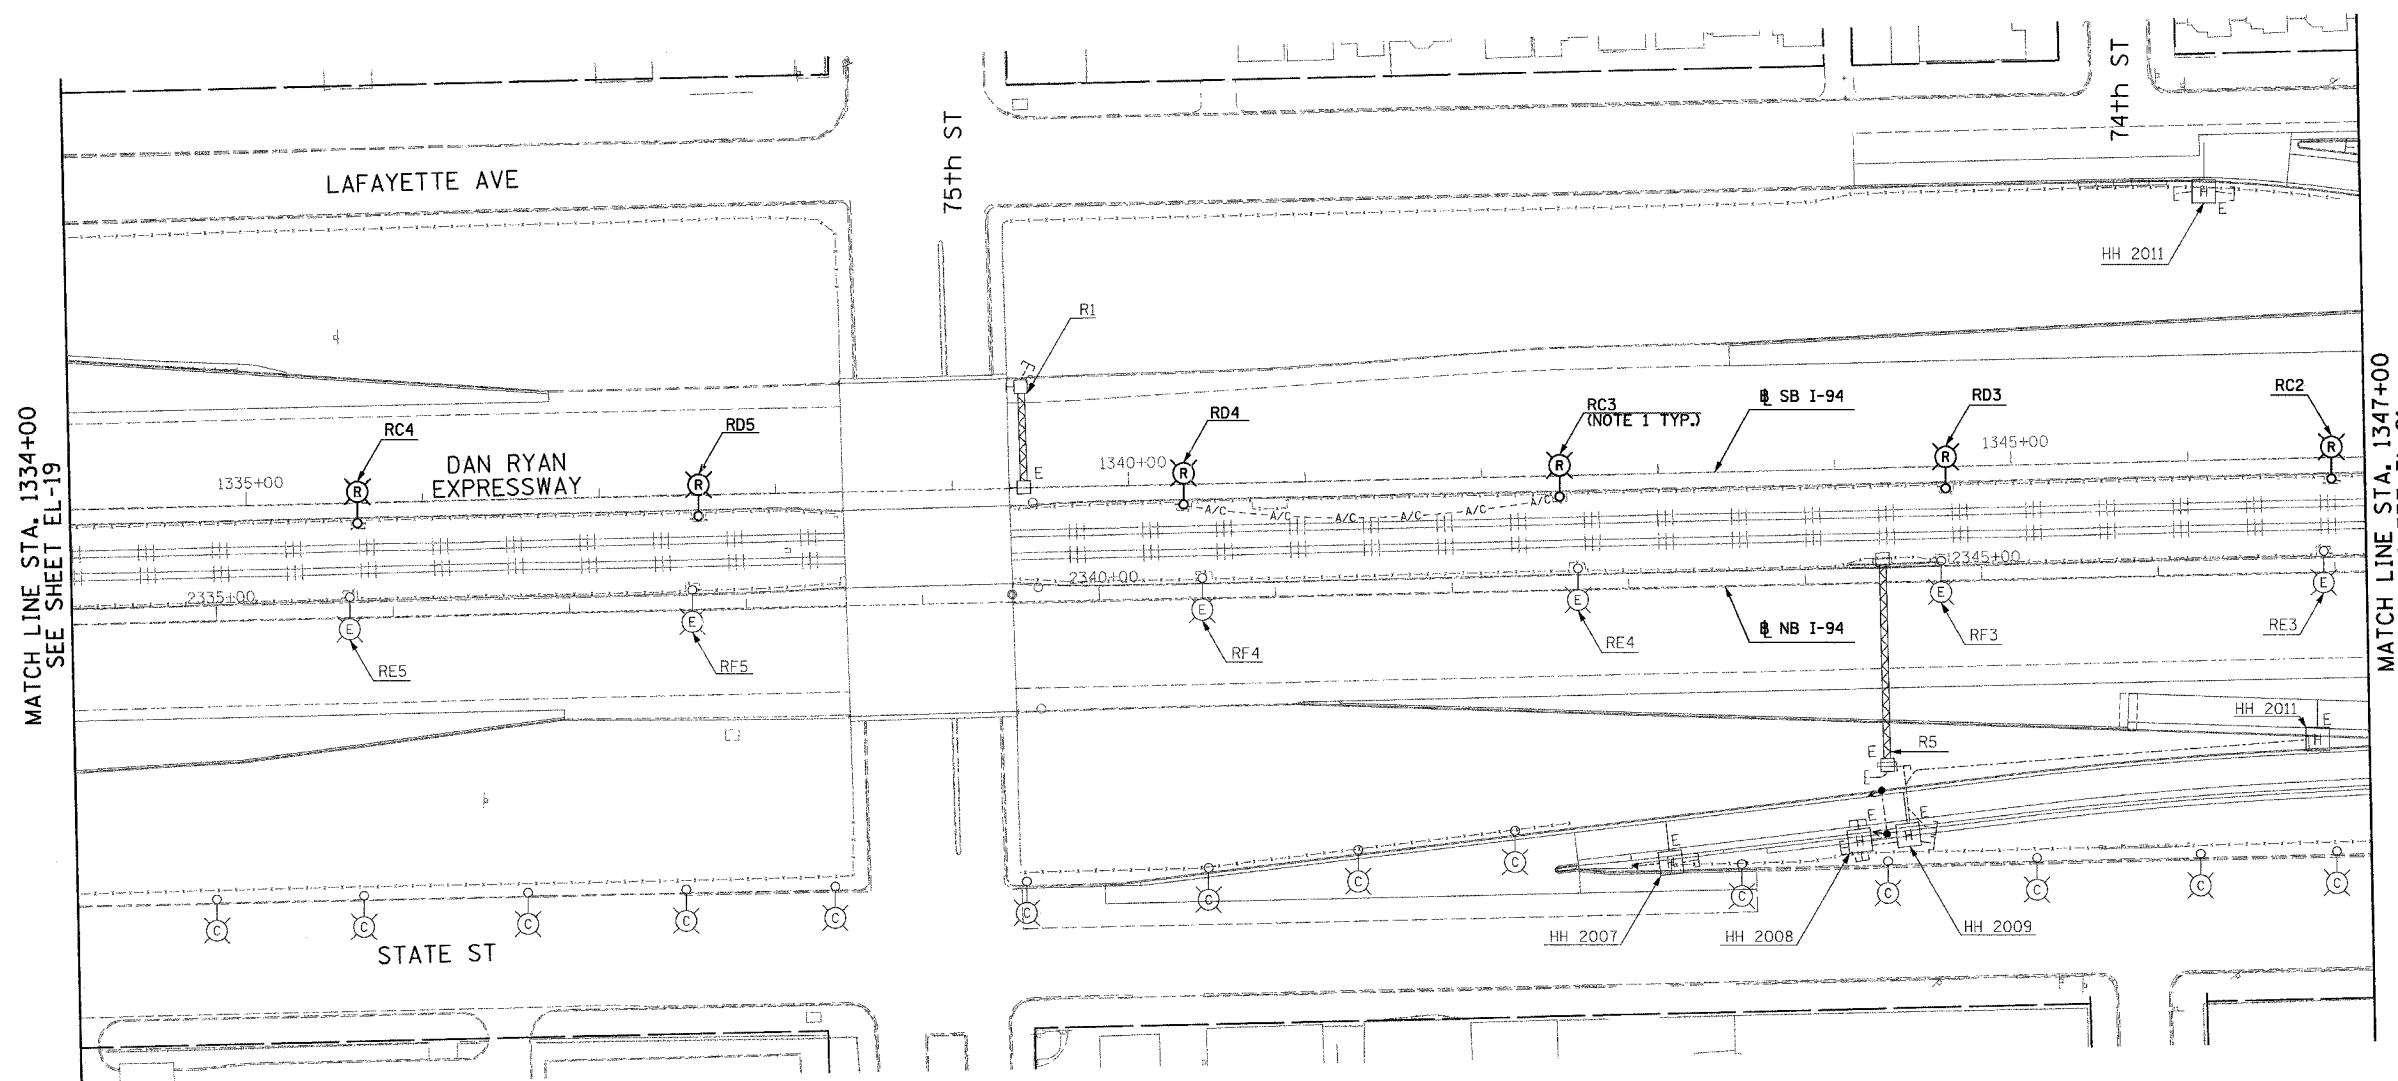 74th ST
75th ST
LAFAYETTE AVE
H
E
HH 2011
R1
MATCH LINE STA. 1334+00
SEE SHEET EL-19
MATCH LINE STA. 1347+00
RC4
RD5
RD4
RC3
(NOTE 1 TYP.)
℄ SB I-94
RD3
RC2
DAN RYAN
EXPRESSWAY
1335+00
1340+00
1345+00
R
R
R
R
R
R
E
A/C
A/C
A/C
A/C
A/C
A/C
2335+00
2340+00
2345+00
E
E
E
E
E
E
RE5
RF5
RF4
RE4
℄ NB I-94
RF3
RE3
HH 2011
E
H
R5
E
E
E
E
H
H
H
C
C
C
C
C
C
C
C
C
C
C
C
C
C
HH 2007
HH 2008
HH 2009
STATE ST